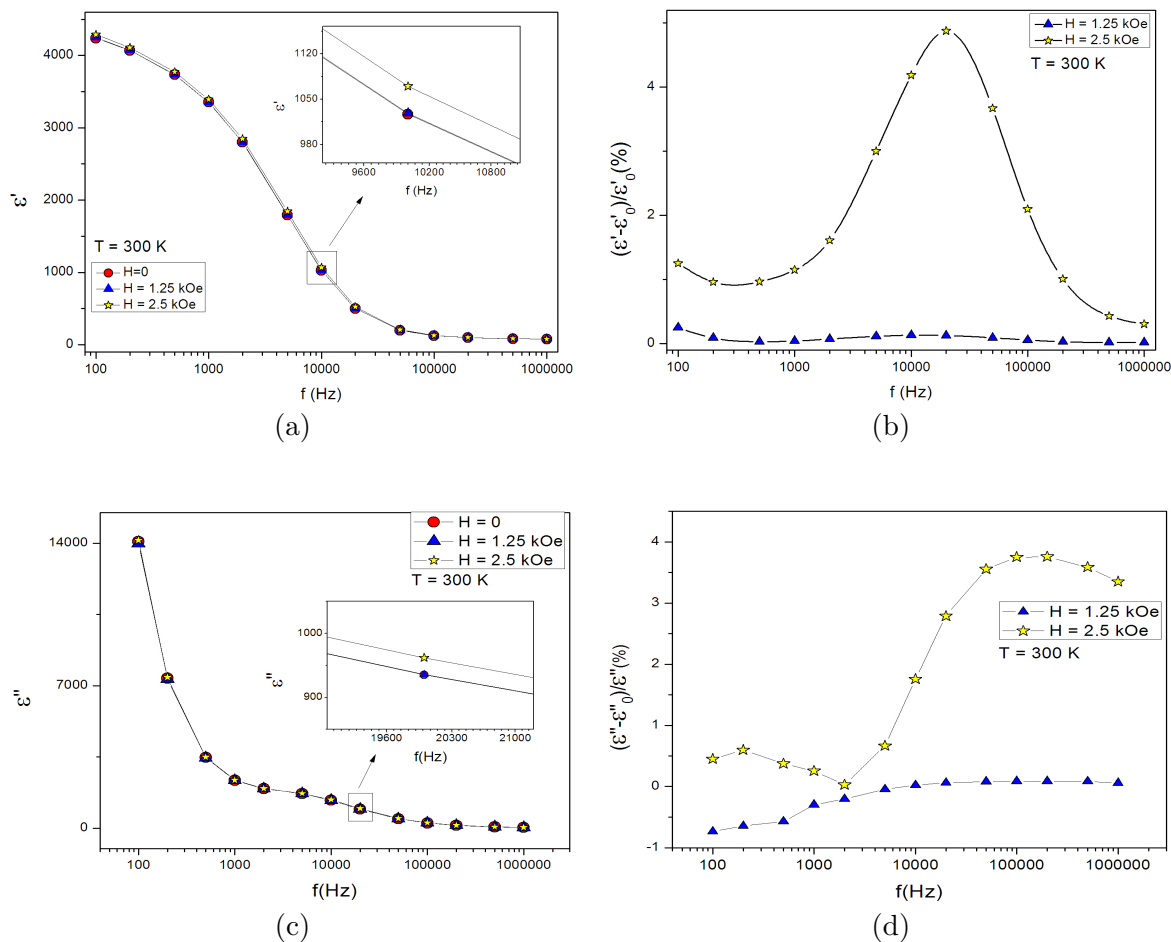 4000
3000
2000
1000
0
ε'
100
1000
10000
100000
1000000
f (Hz)
T = 300 K
H=0
H = 1.25 kOe
H = 2.5 kOe
1120
1050
980
ε'
9600
10200
10800
f (Hz)
(a)
4
2
0
(ε'-ε'0)/ε'0(%)
H = 1.25 kOe
H = 2.5 kOe
T = 300 K
100
1000
10000
100000
1000000
f (Hz)
(b)
14000
7000
0
ε"
H = 0
H = 1.25 kOe
H = 2.5 kOe
T = 300 K
1000
900
ε"
19600
20300
21000
f(Hz)
100
1000
10000
100000
1000000
f(Hz)
(c)
4
3
2
1
0
-1
(ε"-ε"0)/ε"(%)
H = 1.25 kOe
H = 2.5 kOe
T = 300 K
100
1000
10000
100000
1000000
f(Hz)
(d)